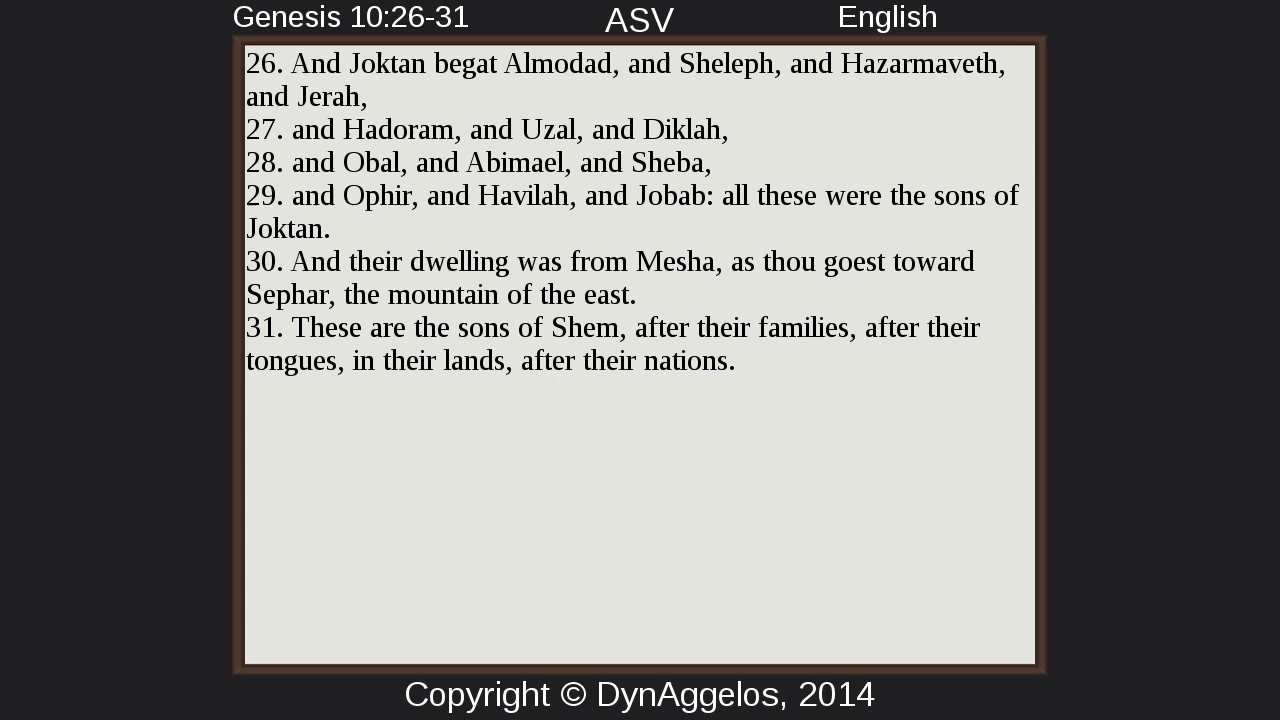 Genesis 10:26-31 ASV English
26. And Joktan begat Almodad, and Sheleph, and Hazarmaveth,
and Jerah,
27. and Hadoram, and Uzal, and Diklah,
28. and Obal, and Abimael, and Sheba,
29. and Ophir, and Havilah, and Jobab: all these were the sons of
Joktan.
30. And their dwelling was from Mesha, as thou goest toward
Sephar, the mountain of the east.
31. These are the sons of Shem, after their families, after their
tongues, in their lands, after their nations.
Copyright © DynAggelos, 2014